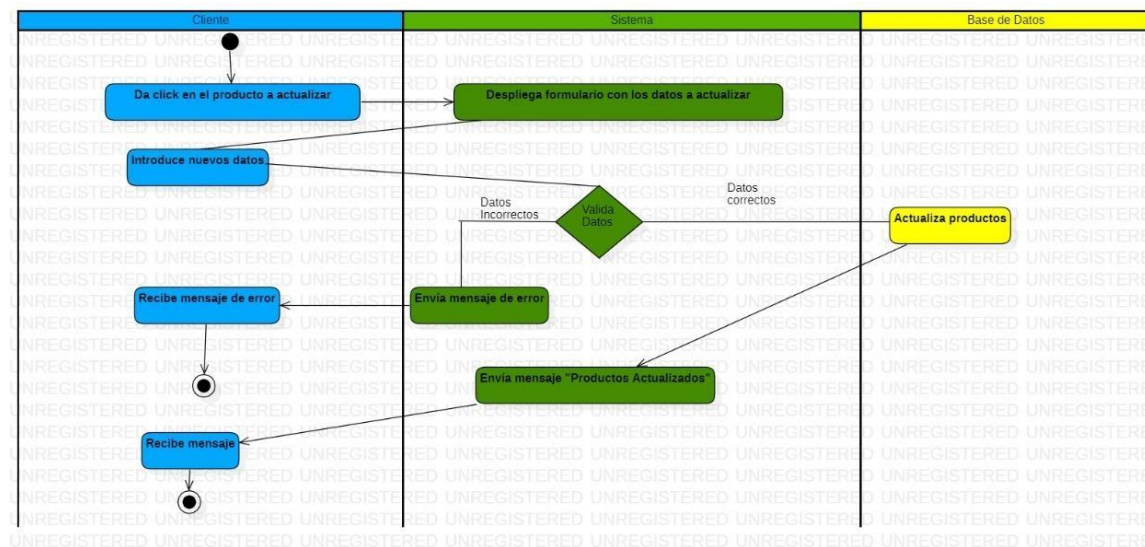 Cliente
Sistema
Base de Datos
Da click en el producto a actualizar
Despliega formulario con los datos a actualizar
Introduce nuevos datos
Valida
Datos
Datos
Incorrectos
Datos
correctos
Actualiza productos
Recibe mensaje de error
Envia mensaje de error
Envia mensaje "Productos Actualizados"
Recibe mensaje
UNREGISTERED